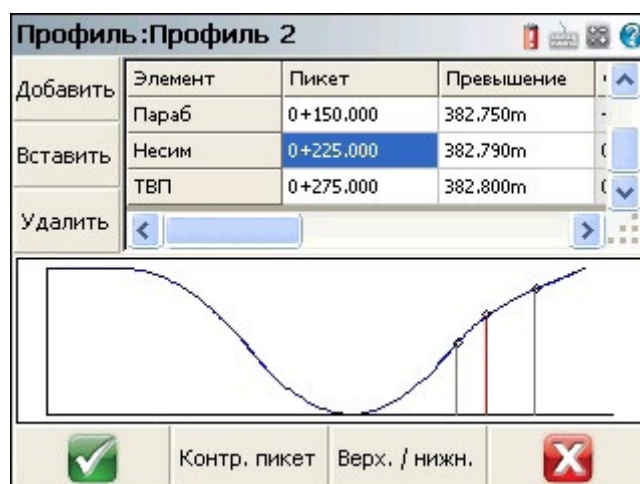 Профиль:Профиль 2
Добавить
Вставить
Удалить
Элемент Пикет Превышение
Параб 0+150.000 382.750m -
Несим 0+225.000 382.790m
ТВП 0+275.000 382.800m
Контр. пикет Верх. / нижн.